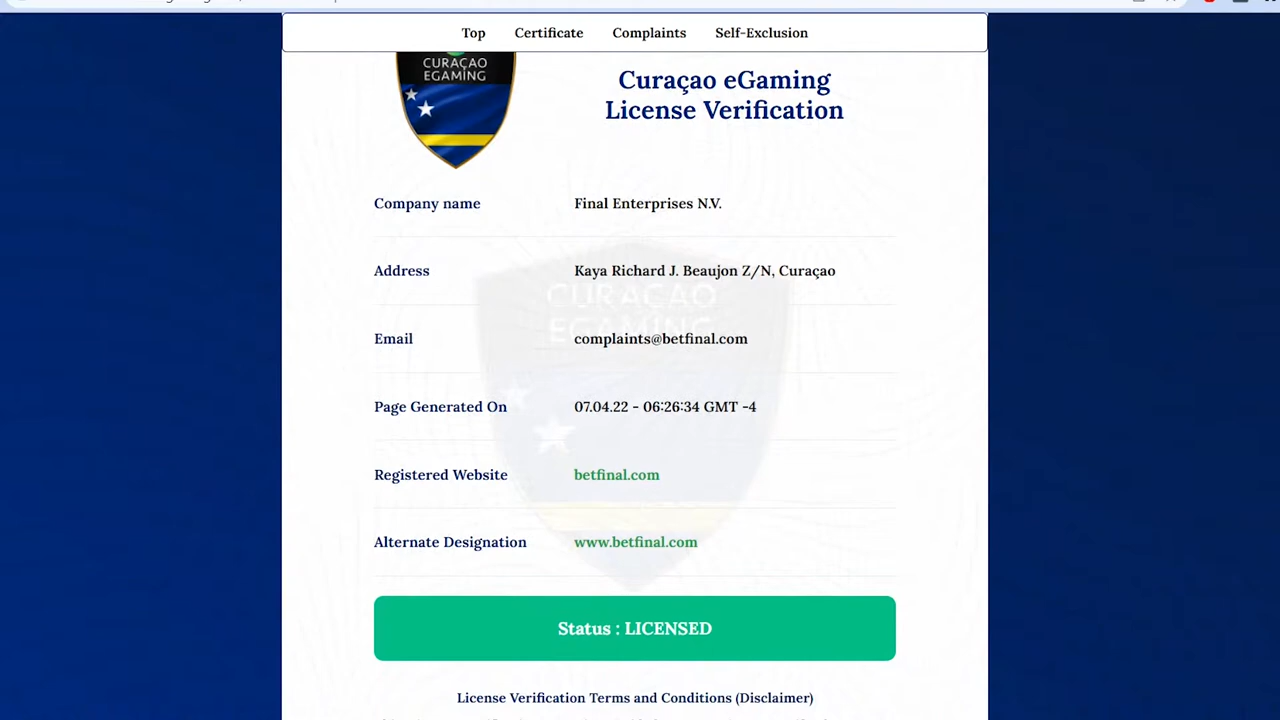 Top Certificate Complaints Self-Exclusion
CURAÇAO
EGAMING
Curaçao eGaming
License Verification
Company name Final Enterprises N.V.
Address Kaya Richard J. Beaujon Z/N, Curaçao
CURAÇAO
EGAMING
Email complaints@betfinal.com
Page Generated On 07.04.22 - 06:26:34 GMT -4
Registered Website betfinal.com
Alternate Designation www.betfinal.com
Status : LICENSED
License Verification Terms and Conditions (Disclaimer)